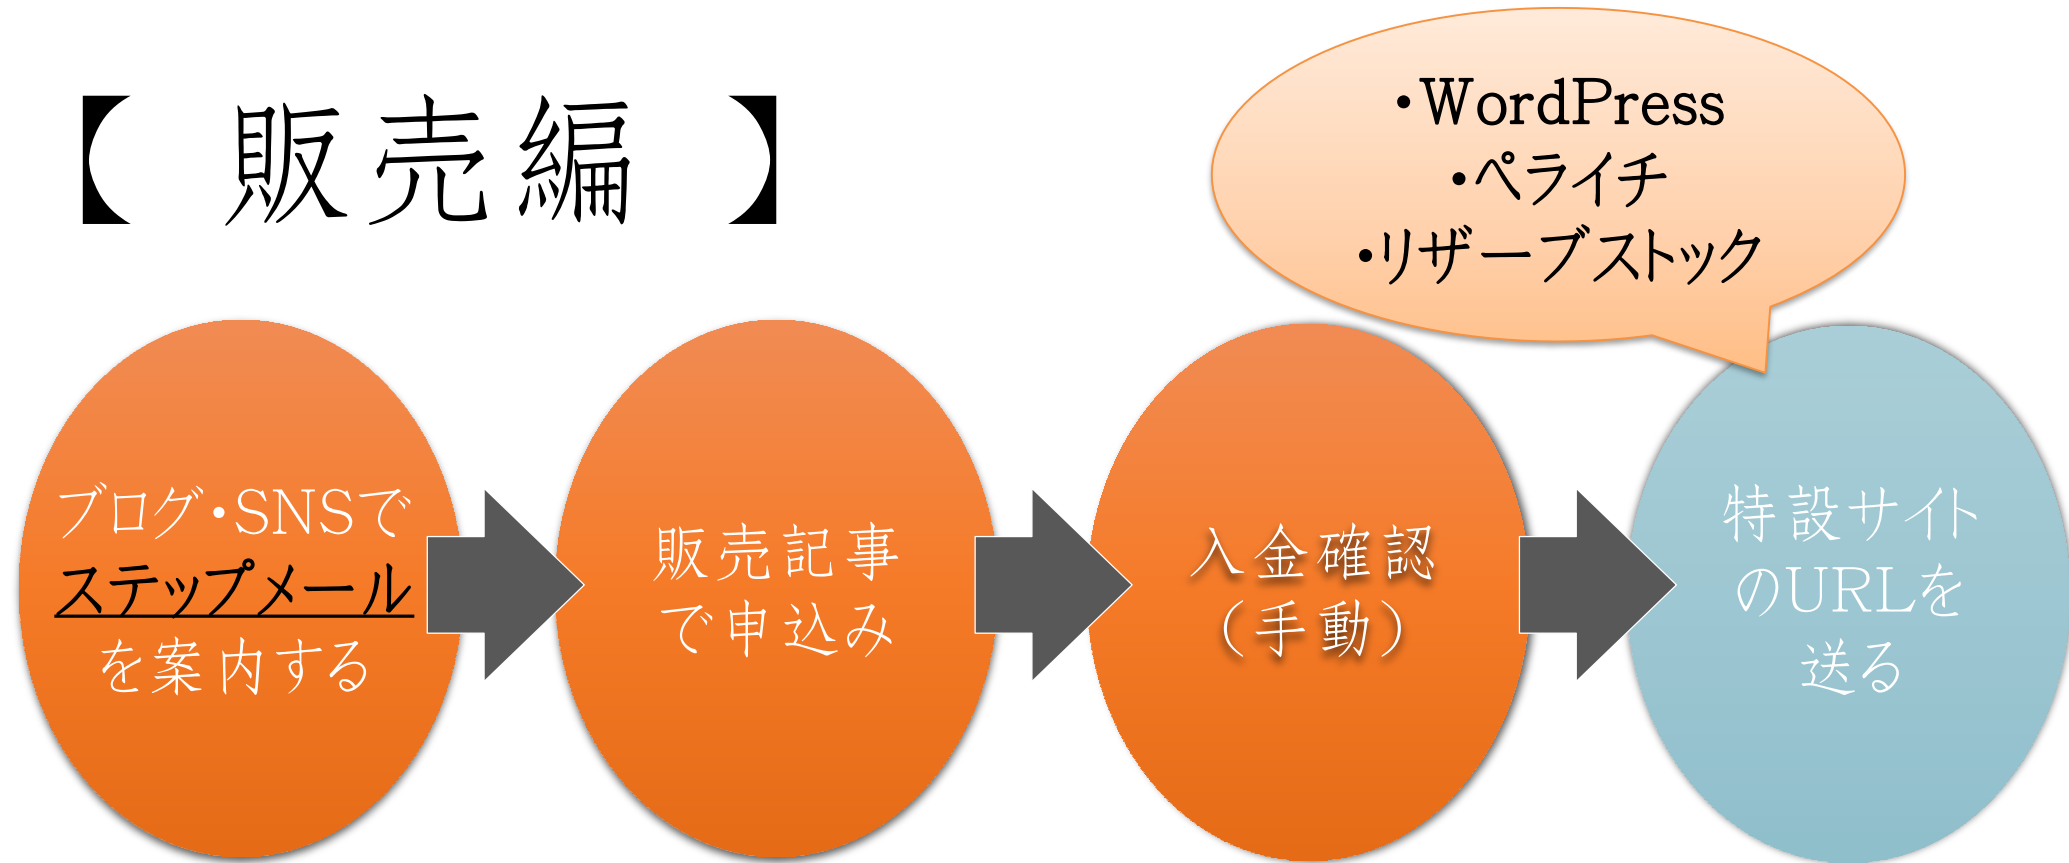 【 販売編 】
・WordPress
・ペライチ
・リザーブストック
ブログ・SNSで
ステップメール
を案内する
販売記事
で申込み
入金確認
（手動）
特設サイト
のURLを
送る